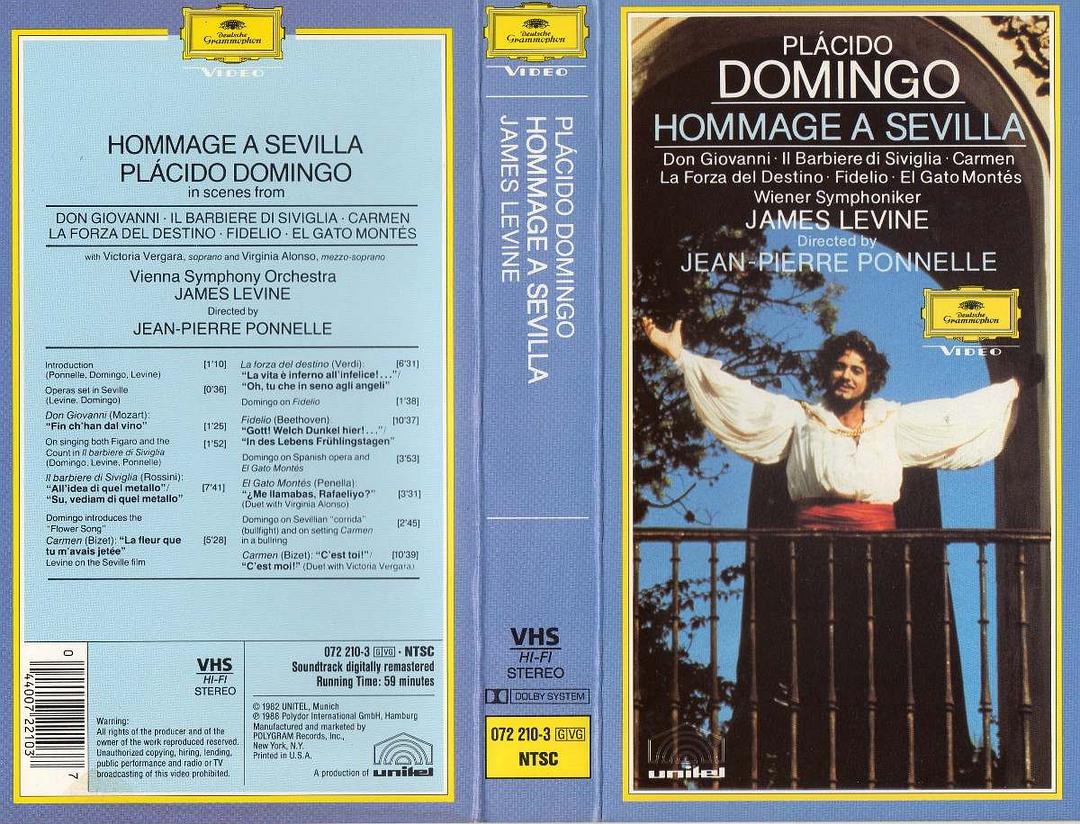 Deutsche
Grammophon
VIDEO
HOMMAGE A SEVILLA
PLÁCIDO DOMINGO
in scenes from
DON GIOVANNI · IL BARBIERE DI SIVIGLIA · CARMEN
LA FORZA DEL DESTINO · FIDELIO · EL GATO MONTÉS
with Victoria Vergara, soprano and Virginia Alonso, mezzo-soprano
Vienna Symphony Orchestra
JAMES LEVINE
Directed by
JEAN-PIERRE PONNELLE
Introduction [1'10]
(Ponnelle, Domingo, Levine)
Operas set in Seville [0'36]
(Levine, Domingo)
Don Giovanni (Mozart):
“Fin ch'han dal vino” [1'25]
On singing both Figaro and the [1'52]
Count in Il barbiere di Siviglia
(Domingo, Levine, Ponnelle)
Il barbiere di Siviglia (Rossini):
“All'idea di quel metallo”/ [7'41]
“Su, vediam di quel metallo”
Domingo introduces the
“Flower Song”
Carmen (Bizet): “La fleur que [5'28]
tu m'avais jetée”
Levine on the Seville film
La forza del destino (Verdi): [6'31]
“La vita è inferno all'infelice!...”/
“Oh, tu che in seno agli angeli”
Domingo on Fidelio [1'38]
Fidelio (Beethoven): [10'37]
“Gott! Welch Dunkel hier!...”/
“In des Lebens Frühlingstagen”
Domingo on Spanish opera and [3'53]
El Gato Montés
El Gato Montés (Penella):
“¿Me llamabas, Rafaeliyo?” [3'31]
(Duet with Virginia Alonso)
Domingo on Sevillian “corrida” [2'45]
(bullfight) and on setting Carmen
in a bullring
Carmen (Bizet): “C'est toi!”/ [10'39]
“C'est moi!” (Duet with Victoria Vergara)
0 44007 22103 7
VHS
HI-FI
STEREO
Warning:
All rights of the producer and of the
owner of the work reproduced reserved.
Unauthorized copying, hiring, lending,
public performance and radio or TV
broadcasting of this video prohibited.
072 210-3 GVG · NTSC
Soundtrack digitally remastered
Running Time: 59 minutes
© 1982 UNITEL, Munich
℗ 1988 Polydor International GmbH, Hamburg
Manufactured and marketed by
POLYGRAM Records, Inc.,
New York, N.Y.
Printed in U.S.A.
A production of unitel
Deutsche
Grammophon
VIDEO
PLÁCIDO DOMINGO
HOMMAGE A SEVILLA
JAMES LEVINE
VHS
HI-FI
STEREO
DOLBY SYSTEM
072 210-3 GVG
NTSC
PLÁCIDO
DOMINGO
HOMMAGE A SEVILLA
Don Giovanni · Il Barbiere di Siviglia · Carmen
La Forza del Destino · Fidelio · El Gato Montés
Wiener Symphoniker
JAMES LEVINE
Directed by
JEAN-PIERRE PONNELLE
Deutsche
Grammophon
VIDEO
unitel